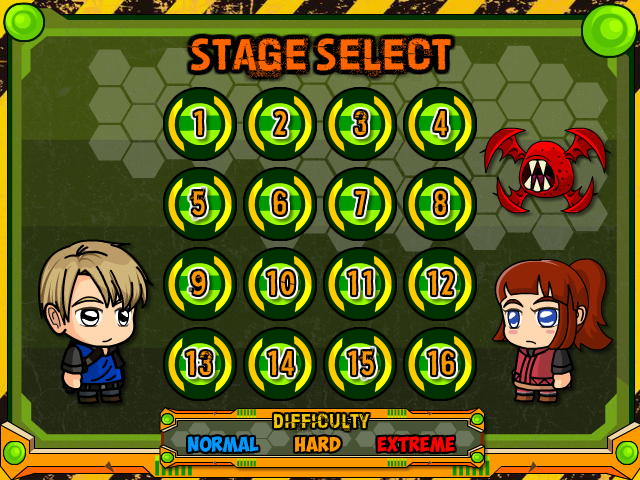 STAGE SELECT
1 2 3 4
5 6 7 8
9 10 11 12
13 14 15 16
DIFFICULTY
NORMAL HARD EXTREME